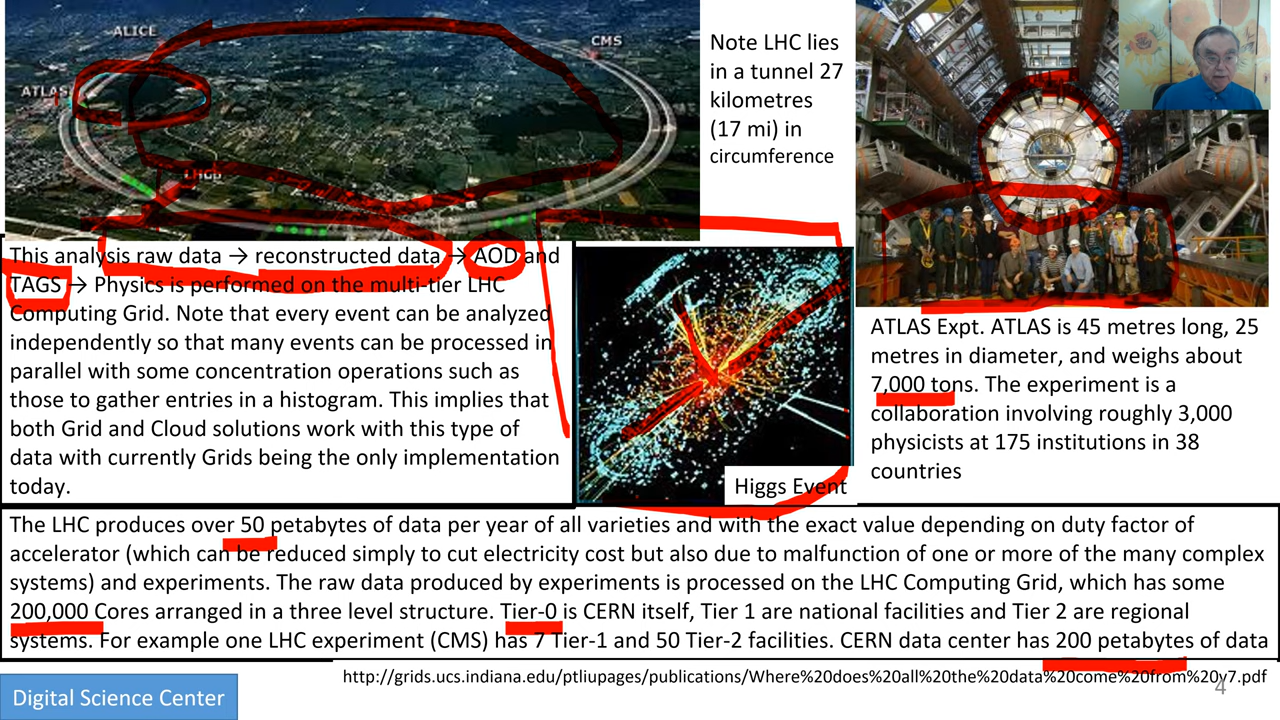 ALICE
CMS
ATLAS
LHCb
Note LHC lies
in a tunnel 27
kilometres
(17 mi) in
circumference
This analysis raw data → reconstructed data → AOD and
TAGS → Physics is performed on the multi-tier LHC
Computing Grid. Note that every event can be analyzed
independently so that many events can be processed in
parallel with some concentration operations such as
those to gather entries in a histogram. This implies that
both Grid and Cloud solutions work with this type of
data with currently Grids being the only implementation
today.
Higgs Event
ATLAS Expt. ATLAS is 45 metres long, 25
metres in diameter, and weighs about
7,000 tons. The experiment is a
collaboration involving roughly 3,000
physicists at 175 institutions in 38
countries
The LHC produces over 50 petabytes of data per year of all varieties and with the exact value depending on duty factor of
accelerator (which can be reduced simply to cut electricity cost but also due to malfunction of one or more of the many complex
systems) and experiments. The raw data produced by experiments is processed on the LHC Computing Grid, which has some
200,000 Cores arranged in a three level structure. Tier-0 is CERN itself, Tier 1 are national facilities and Tier 2 are regional
systems. For example one LHC experiment (CMS) has 7 Tier-1 and 50 Tier-2 facilities. CERN data center has 200 petabytes of data
http://grids.ucs.indiana.edu/ptliupages/publications/Where%20does%20all%20the%20data%20come%20from%20v7.pdf
4
Digital Science Center